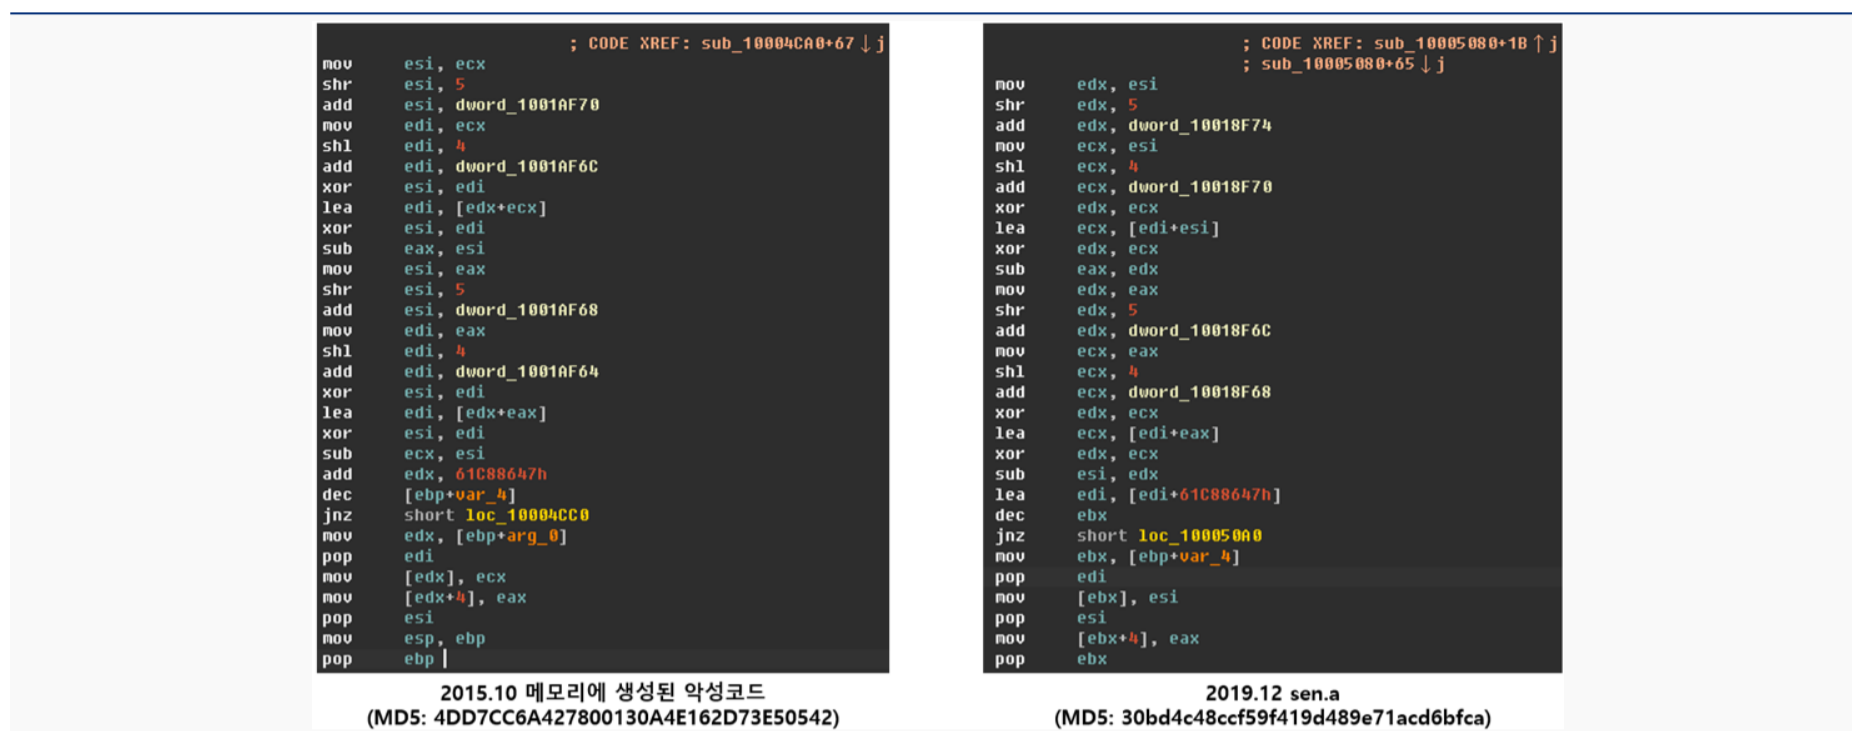 ; CODE XREF: sub_10004CA0+67↓j
mov esi, ecx
shr esi, 5
add esi, dword_1001AF70
mov edi, ecx
shl edi, 4
add edi, dword_1001AF6C
xor esi, edi
lea edi, [edx+ecx]
xor esi, edi
sub eax, esi
mov esi, eax
shr esi, 5
add esi, dword_1001AF68
mov edi, eax
shl edi, 4
add edi, dword_1001AF64
xor esi, edi
lea edi, [edx+eax]
xor esi, edi
sub ecx, esi
add edx, 61C88647h
dec [ebp+var_4]
jnz short loc_10004CC0
mov edx, [ebp+arg_0]
pop edi
mov [edx], ecx
mov [edx+4], eax
pop esi
mov esp, ebp
pop ebp
2015.10 메모리에 생성된 악성코드
(MD5: 4DD7CC6A427800130A4E162D73E50542)
; CODE XREF: sub_10005080+1B↑j
; sub_10005080+65↓j
mov edx, esi
shr edx, 5
add edx, dword_10018F74
mov ecx, esi
shl ecx, 4
add ecx, dword_10018F70
xor edx, ecx
lea ecx, [edi+esi]
xor edx, ecx
sub eax, edx
mov edx, eax
shr edx, 5
add edx, dword_10018F6C
mov ecx, eax
shl ecx, 4
add ecx, dword_10018F68
xor edx, ecx
lea ecx, [edi+eax]
xor edx, ecx
sub esi, edx
lea edi, [edi+61C88647h]
dec ebx
jnz short loc_100050A0
mov ebx, [ebp+var_4]
pop edi
mov [ebx], esi
pop esi
mov [ebx+4], eax
pop ebx
2019.12 sen.a
(MD5: 30bd4c48ccf59f419d489e71acd6bfca)